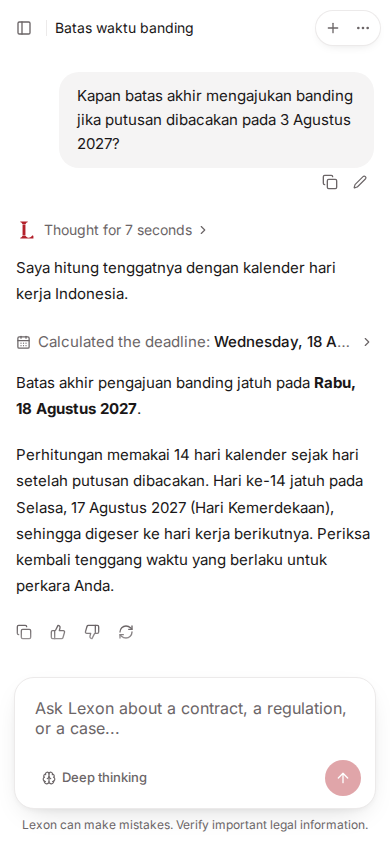 Batas waktu banding
Kapan batas akhir mengajukan banding
jika putusan dibacakan pada 3 Agustus
2027?
L Thought for 7 seconds
Saya hitung tenggatnya dengan kalender hari
kerja Indonesia.
Calculated the deadline: Wednesday, 18 A...
Batas akhir pengajuan banding jatuh pada Rabu,
18 Agustus 2027.
Perhitungan memakai 14 hari kalender sejak hari
setelah putusan dibacakan. Hari ke-14 jatuh pada
Selasa, 17 Agustus 2027 (Hari Kemerdekaan),
sehingga digeser ke hari kerja berikutnya. Periksa
kembali tenggang waktu yang berlaku untuk
perkara Anda.
Ask Lexon about a contract, a regulation,
or a case...
Deep thinking
Lexon can make mistakes. Verify important legal information.